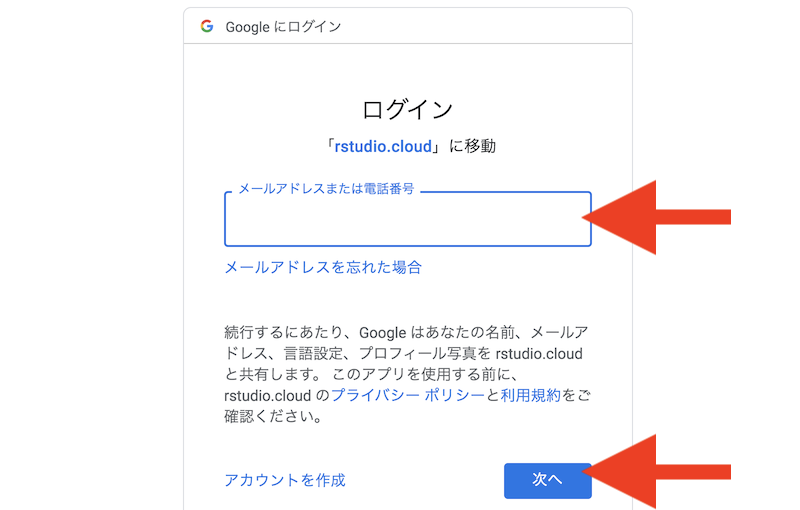 Google にログイン
ログイン
「rstudio.cloud」に移動
メールアドレスまたは電話番号
メールアドレスを忘れた場合
続行するにあたり、Google はあなたの名前、メールア
ドレス、言語設定、プロフィール写真を rstudio.cloud
と共有します。 このアプリを使用する前に、
rstudio.cloud のプライバシー ポリシーと利用規約をご
確認ください。
アカウントを作成
次へ